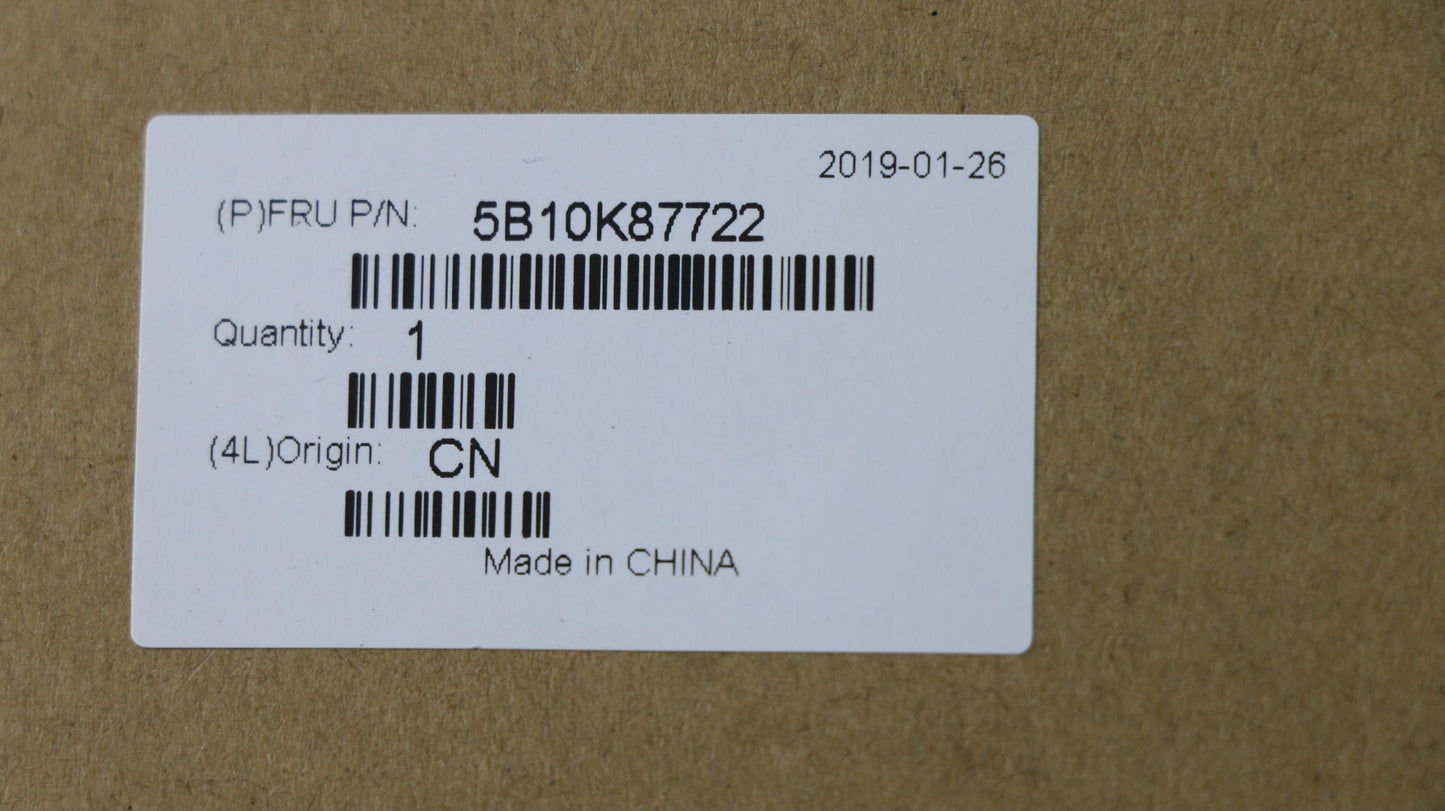 2019-01-26
(P)FRU P/N: 5B10K87722
Quantity: 1
(4L)Origin: CN
Made in CHINA